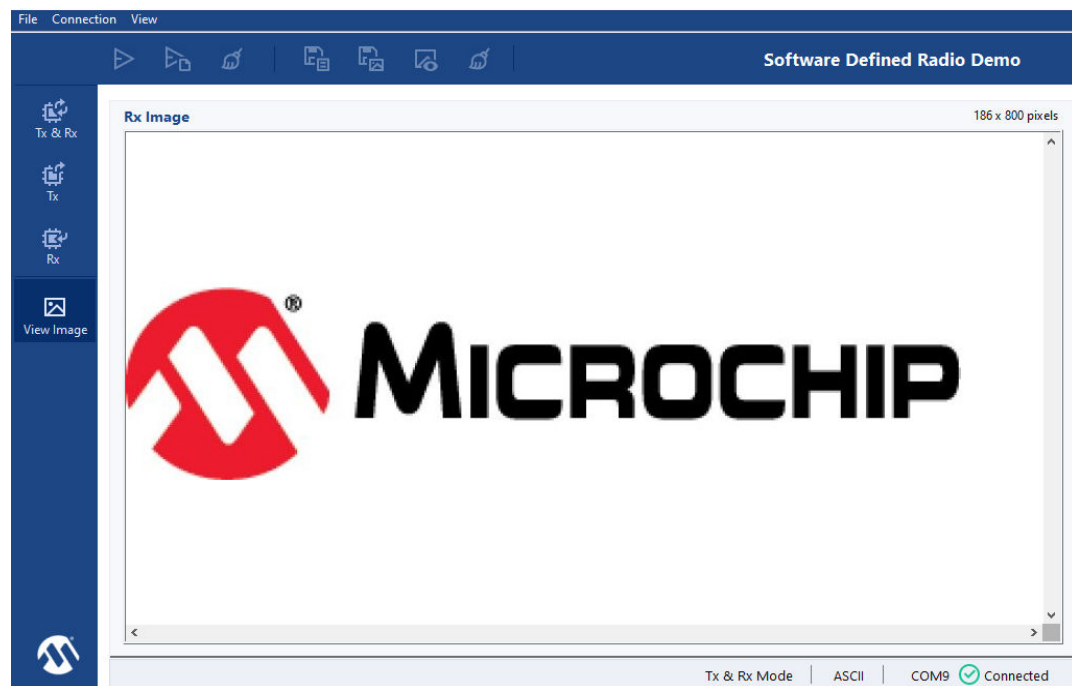 File Connection View
Software Defined Radio Demo
Tx & Rx
Tx
Rx
View Image
Rx Image 186 x 800 pixels
® MICROCHIP
Tx & Rx Mode ASCII COM9 Connected